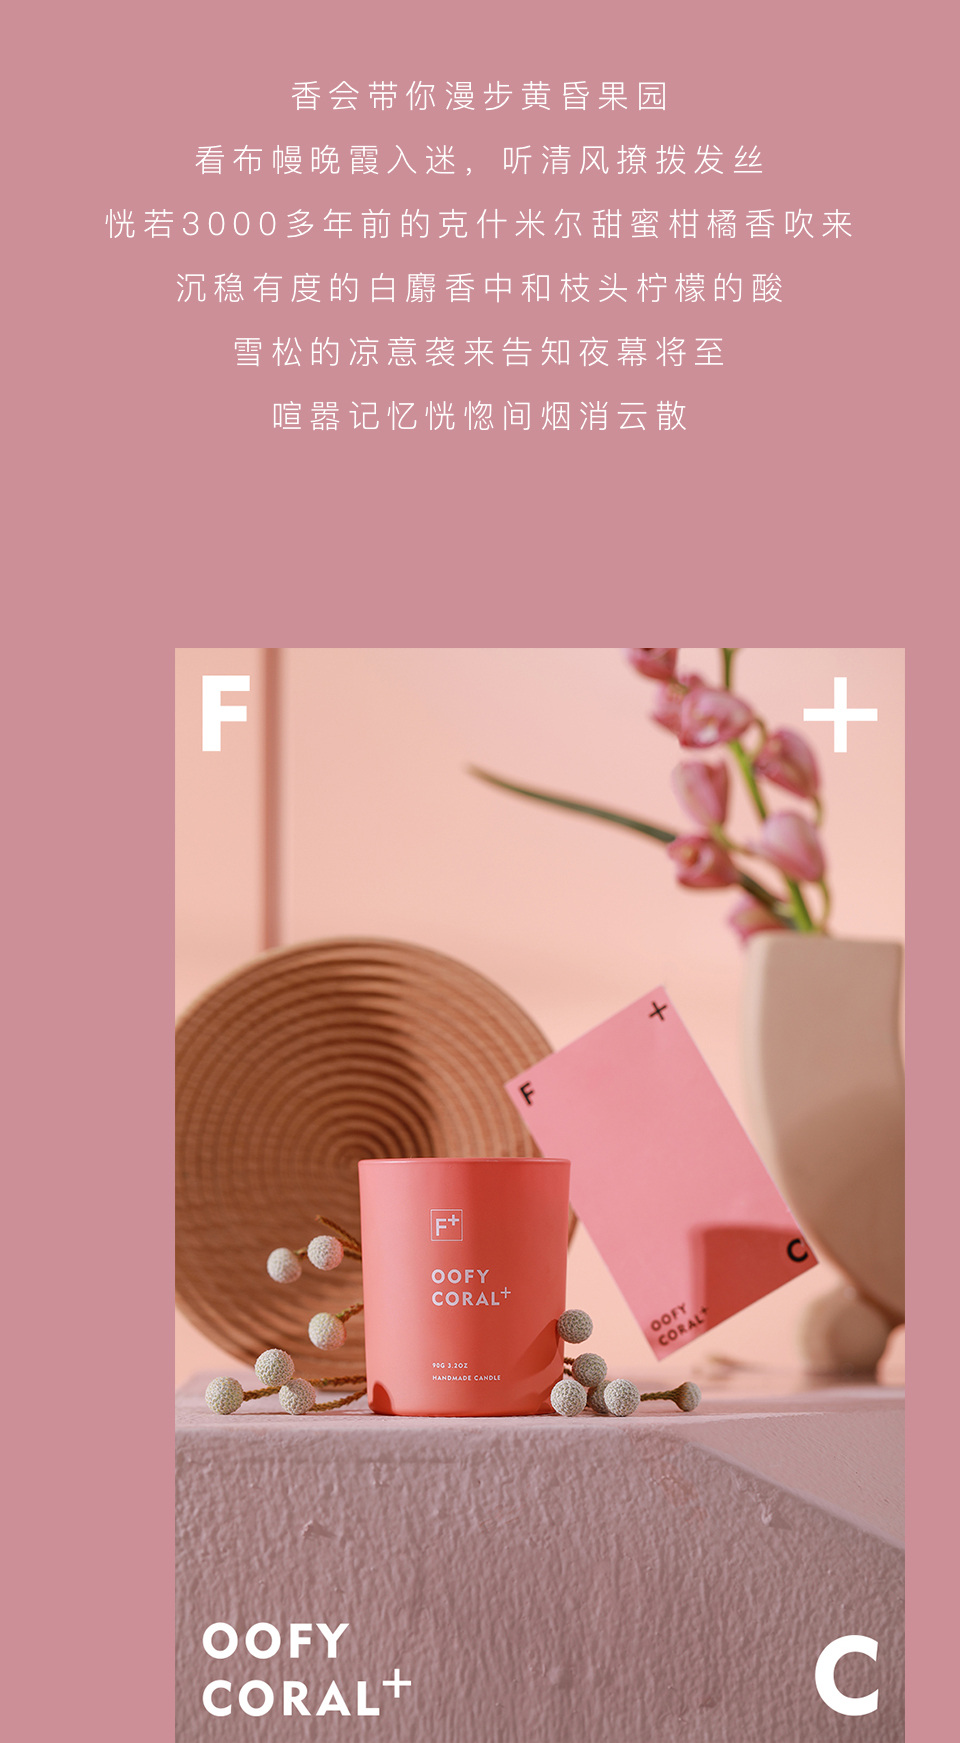 香会带你漫步黄昏果园
看布幔晚霞入迷，听清风撩拨发丝
恍若3000多年前的克什米尔甜蜜柑橘香吹来
沉稳有度的白麝香中和枝头柠檬的酸
雪松的凉意袭来告知夜幕将至
喧嚣记忆恍惚间烟消云散
F +
+
F
F+
OOFY
CORAL+
90G 3.2OZ
HANDMADE CANDLE
C
OOFY
CORAL+
OOFY
CORAL+
C